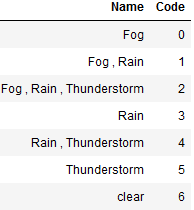 Name Code
Fog 0
Fog , Rain 1
Fog , Rain , Thunderstorm 2
Rain 3
Rain , Thunderstorm 4
Thunderstorm 5
clear 6